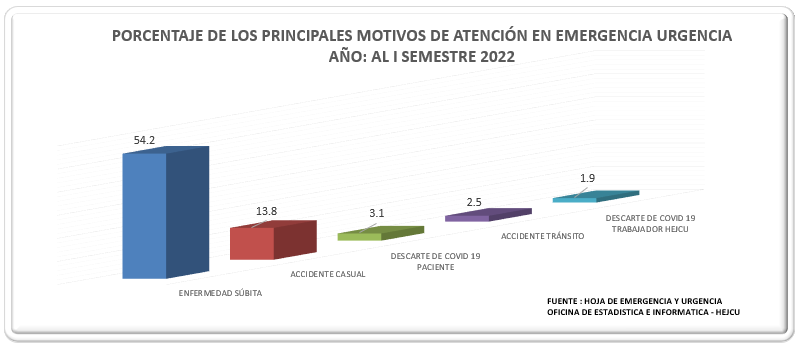 PORCENTAJE DE LOS PRINCIPALES MOTIVOS DE ATENCIÓN EN EMERGENCIA URGENCIA
AÑO: AL I SEMESTRE 2022
54.2
13.8
3.1
2.5
1.9
ENFERMEDAD SÚBITA
ACCIDENTE CASUAL
DESCARTE DE COVID 19
PACIENTE
ACCIDENTE TRÁNSITO
DESCARTE DE COVID 19
TRABAJADOR HEJCU
FUENTE : HOJA DE EMERGENCIA Y URGENCIA
OFICINA DE ESTADISTICA E INFORMATICA - HEJCU